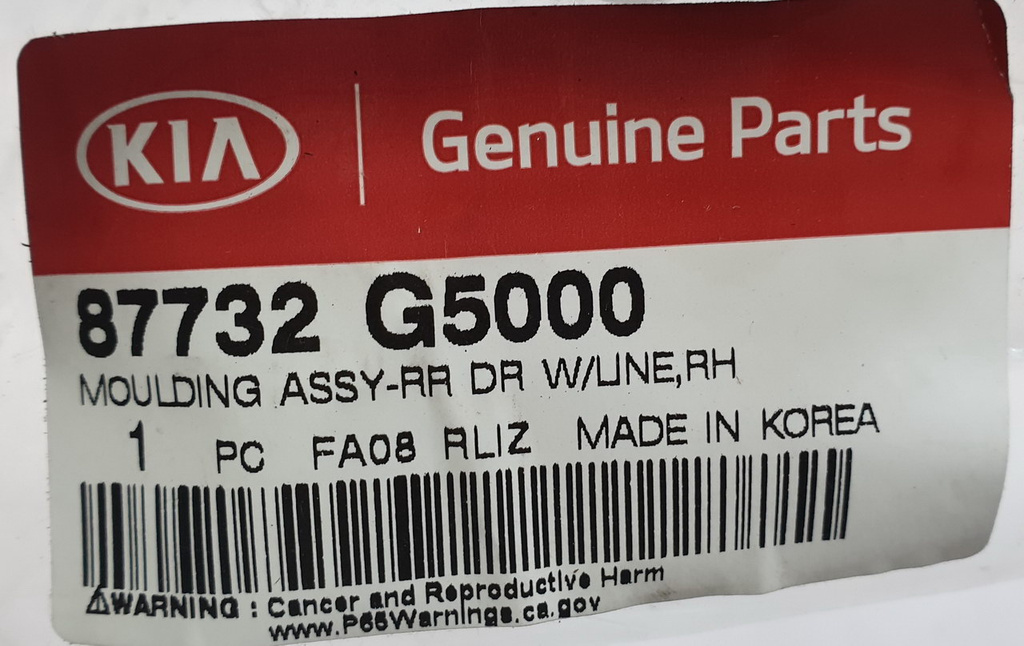 KIA Genuine Parts
87732 G5000
MOULDING ASSY-RR DR W/LINE,RH
1 PC FA08 RLIZ MADE IN KOREA
⚠WARNING : Cancer and Reproductive Harm
www.P65Warnings.ca.gov